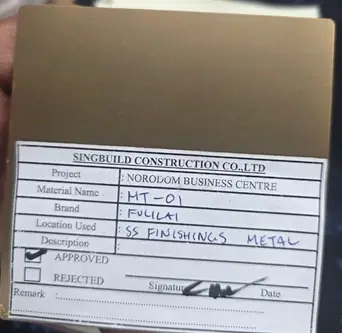 SINGBUILD CONSTRUCTION CO.,LTD
Project : NORODOM BUSINESS CENTRE
Material Name : MT-01
Brand : FULILAI
Location Used : SS FINISHINGS METAL
Description :
APPROVED
REJECTED Signature Date
Remark :